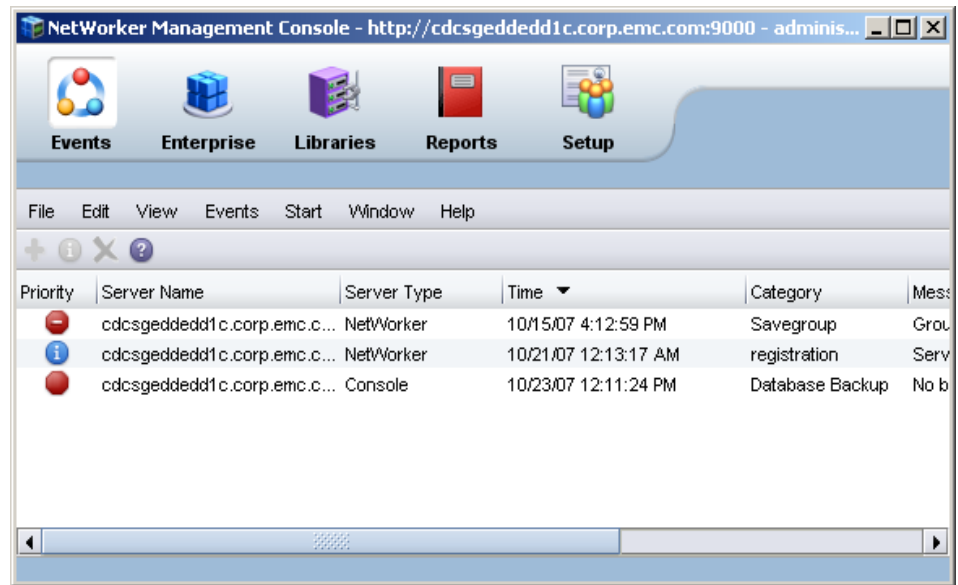 NetWorker Management Console - http://cdcsgeddedd1c.corp.emc.com:9000 - adminis...
Events Enterprise Libraries Reports Setup
File Edit View Events Start Window Help
Priority Server Name Server Type Time Category Mess
cdcsgeddedd1c.corp.emc.c... NetWorker 10/15/07 4:12:59 PM Savegroup Grou
cdcsgeddedd1c.corp.emc.c... NetWorker 10/21/07 12:13:17 AM registration Serv
cdcsgeddedd1c.corp.emc.c... Console 10/23/07 12:11:24 PM Database Backup No b